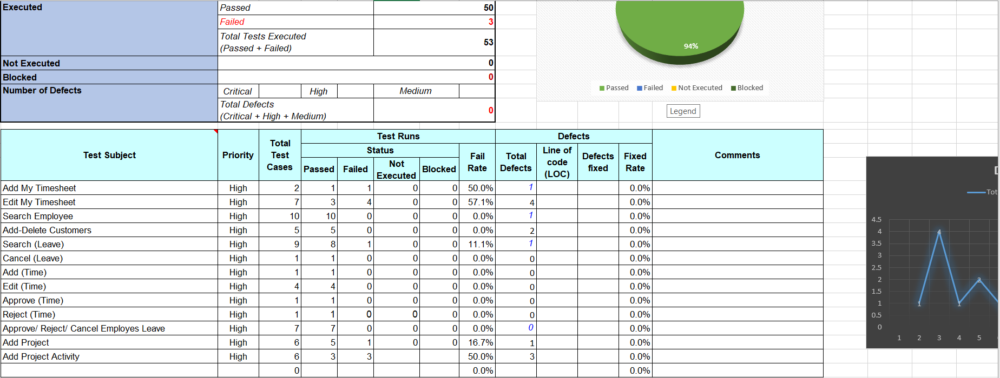 Executed Passed 50
Failed 3
Total Tests Executed
(Passed + Failed) 53
Not Executed 0
Blocked 0
Number of Defects Critical High Medium
Total Defects
(Critical + High + Medium) 0
94%
Passed Failed Not Executed Blocked
Legend
Test Subject Priority Total Test Cases Test Runs Defects Comments
Status Fail Rate Total Defects Line of code (LOC) Defects fixed Fixed Rate
Passed Failed Not Executed Blocked
Add My Timesheet High 2 1 1 0 0 50.0% 1 0.0%
Edit My Timesheet High 7 3 4 0 0 57.1% 4 0.0%
Search Employee High 10 10 0 0 0 0.0% 1 0.0%
Add-Delete Customers High 5 5 0 0 0 0.0% 2 0.0%
Search (Leave) High 9 8 1 0 0 11.1% 1 0.0%
Cancel (Leave) High 1 1 0 0 0 0.0% 0 0.0%
Add (Time) High 1 1 0 0 0 0.0% 0 0.0%
Edit (Time) High 4 4 0 0 0 0.0% 0 0.0%
Approve (Time) High 1 1 0 0 0 0.0% 0 0.0%
Reject (Time) High 1 1 0 0 0 0.0% 0 0.0%
Approve/ Reject/ Cancel Employes Leave High 7 7 0 0 0 0.0% 0 0.0%
Add Project High 6 5 1 0 0 16.7% 1 0.0%
Add Project Activity High 6 3 3 50.0% 3 0.0%
0 0.0% 0.0%
Tot
4.5
4
3.5
3
2.5
2
1.5
1
0.5
0
1 4 1 2
1 2 3 4 5